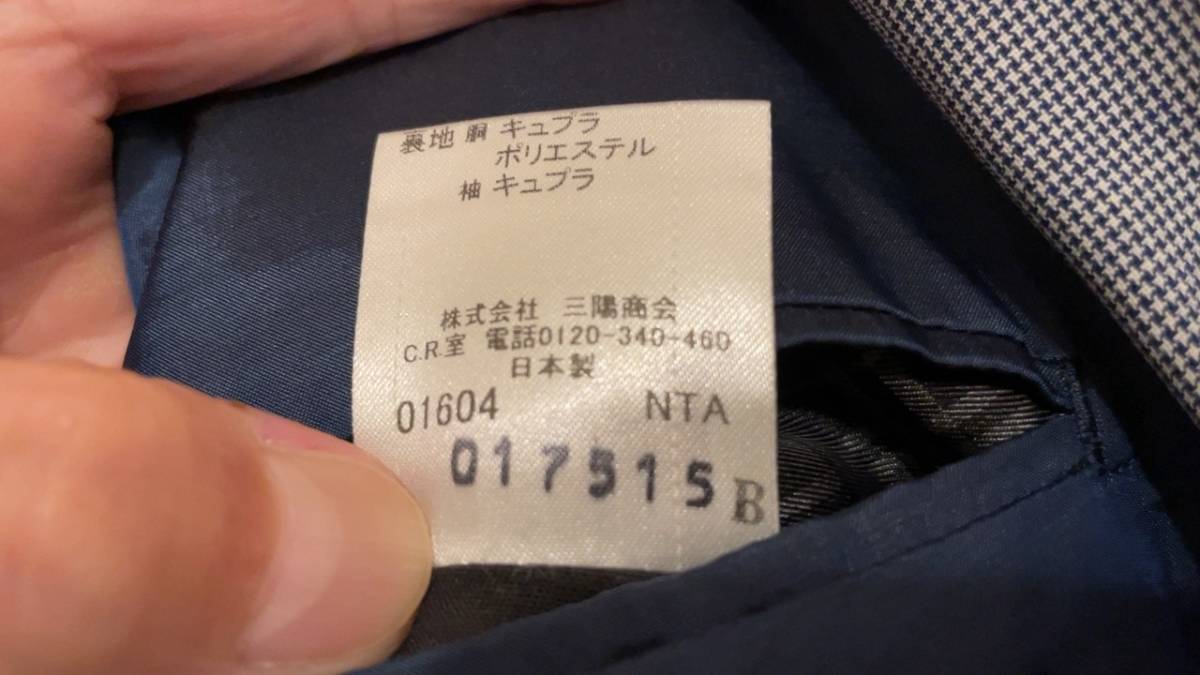 裏地 胴 キュプラ
ポリエステル
袖 キュプラ
株式会社 三陽商会
C.R.室 電話0120-340-460
日本製
01604 NTA
017515 B